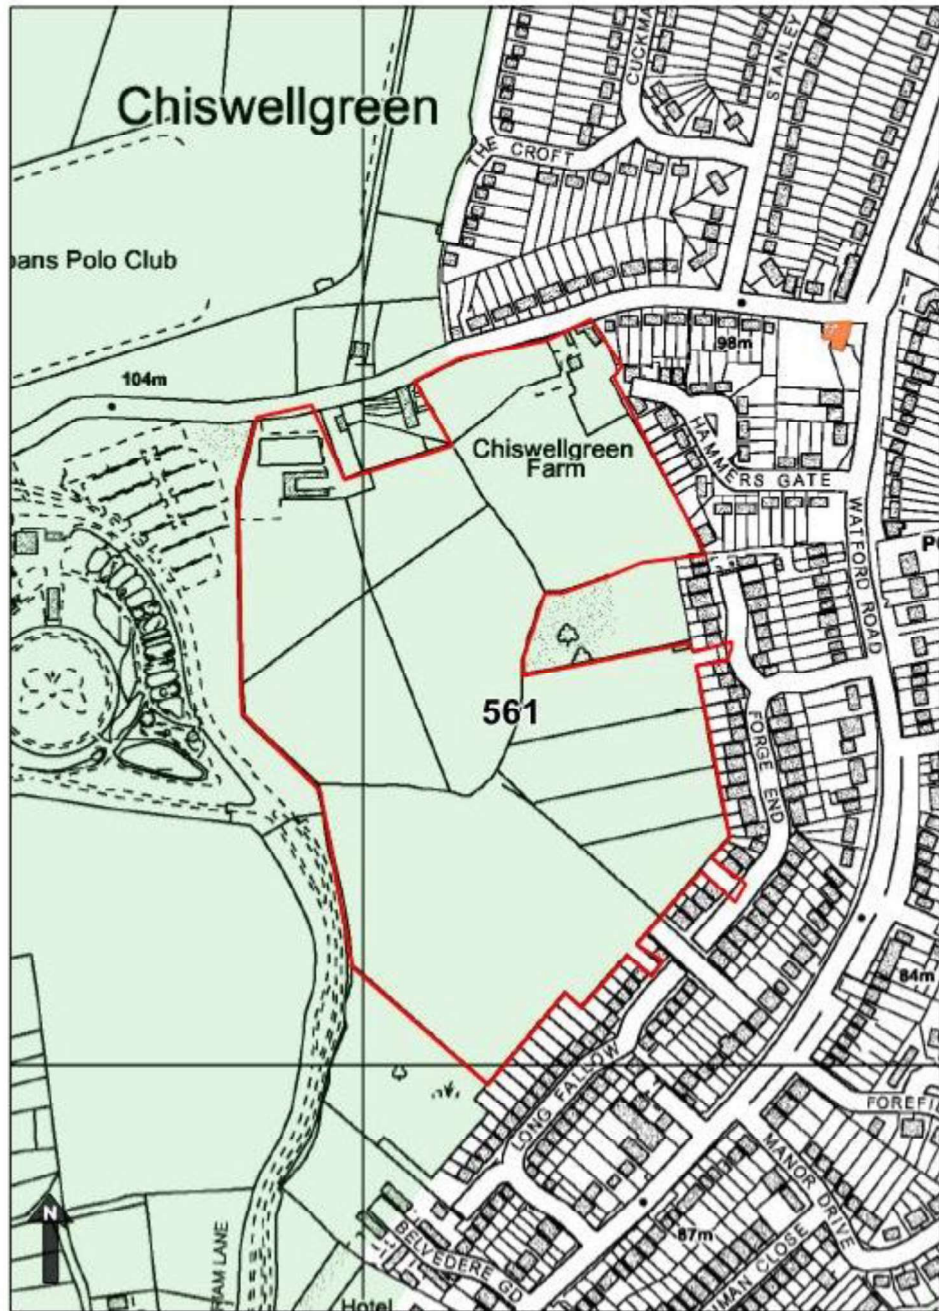 Chiswellgreen
CUCKMA
STANLEY
THE CROFT
ans Polo Club
98m
104m
Chiswellgreen
Farm
HAMMERS GATE
WATFORD ROAD
561
FORGE END
84m
LONG FALLOW
FOREFI
MANOR DRIVE
N
87m
BELVEDERE GD
MAN CLOSE
RAM LANE
Hotel